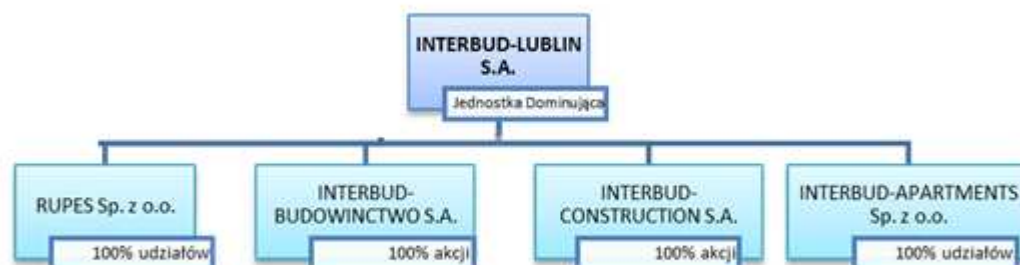 INTERBUD-LUBLIN
S.A.
Jednostka Dominująca
RUPES Sp. z o.o.
100% udziałów
INTERBUD-
BUDOWINCTWO S.A.
100% akcji
INTERBUD-
CONSTRUCTION S.A.
100% akcji
INTERBUD-APARTMENTS
Sp. z o.o.
100% udziałów